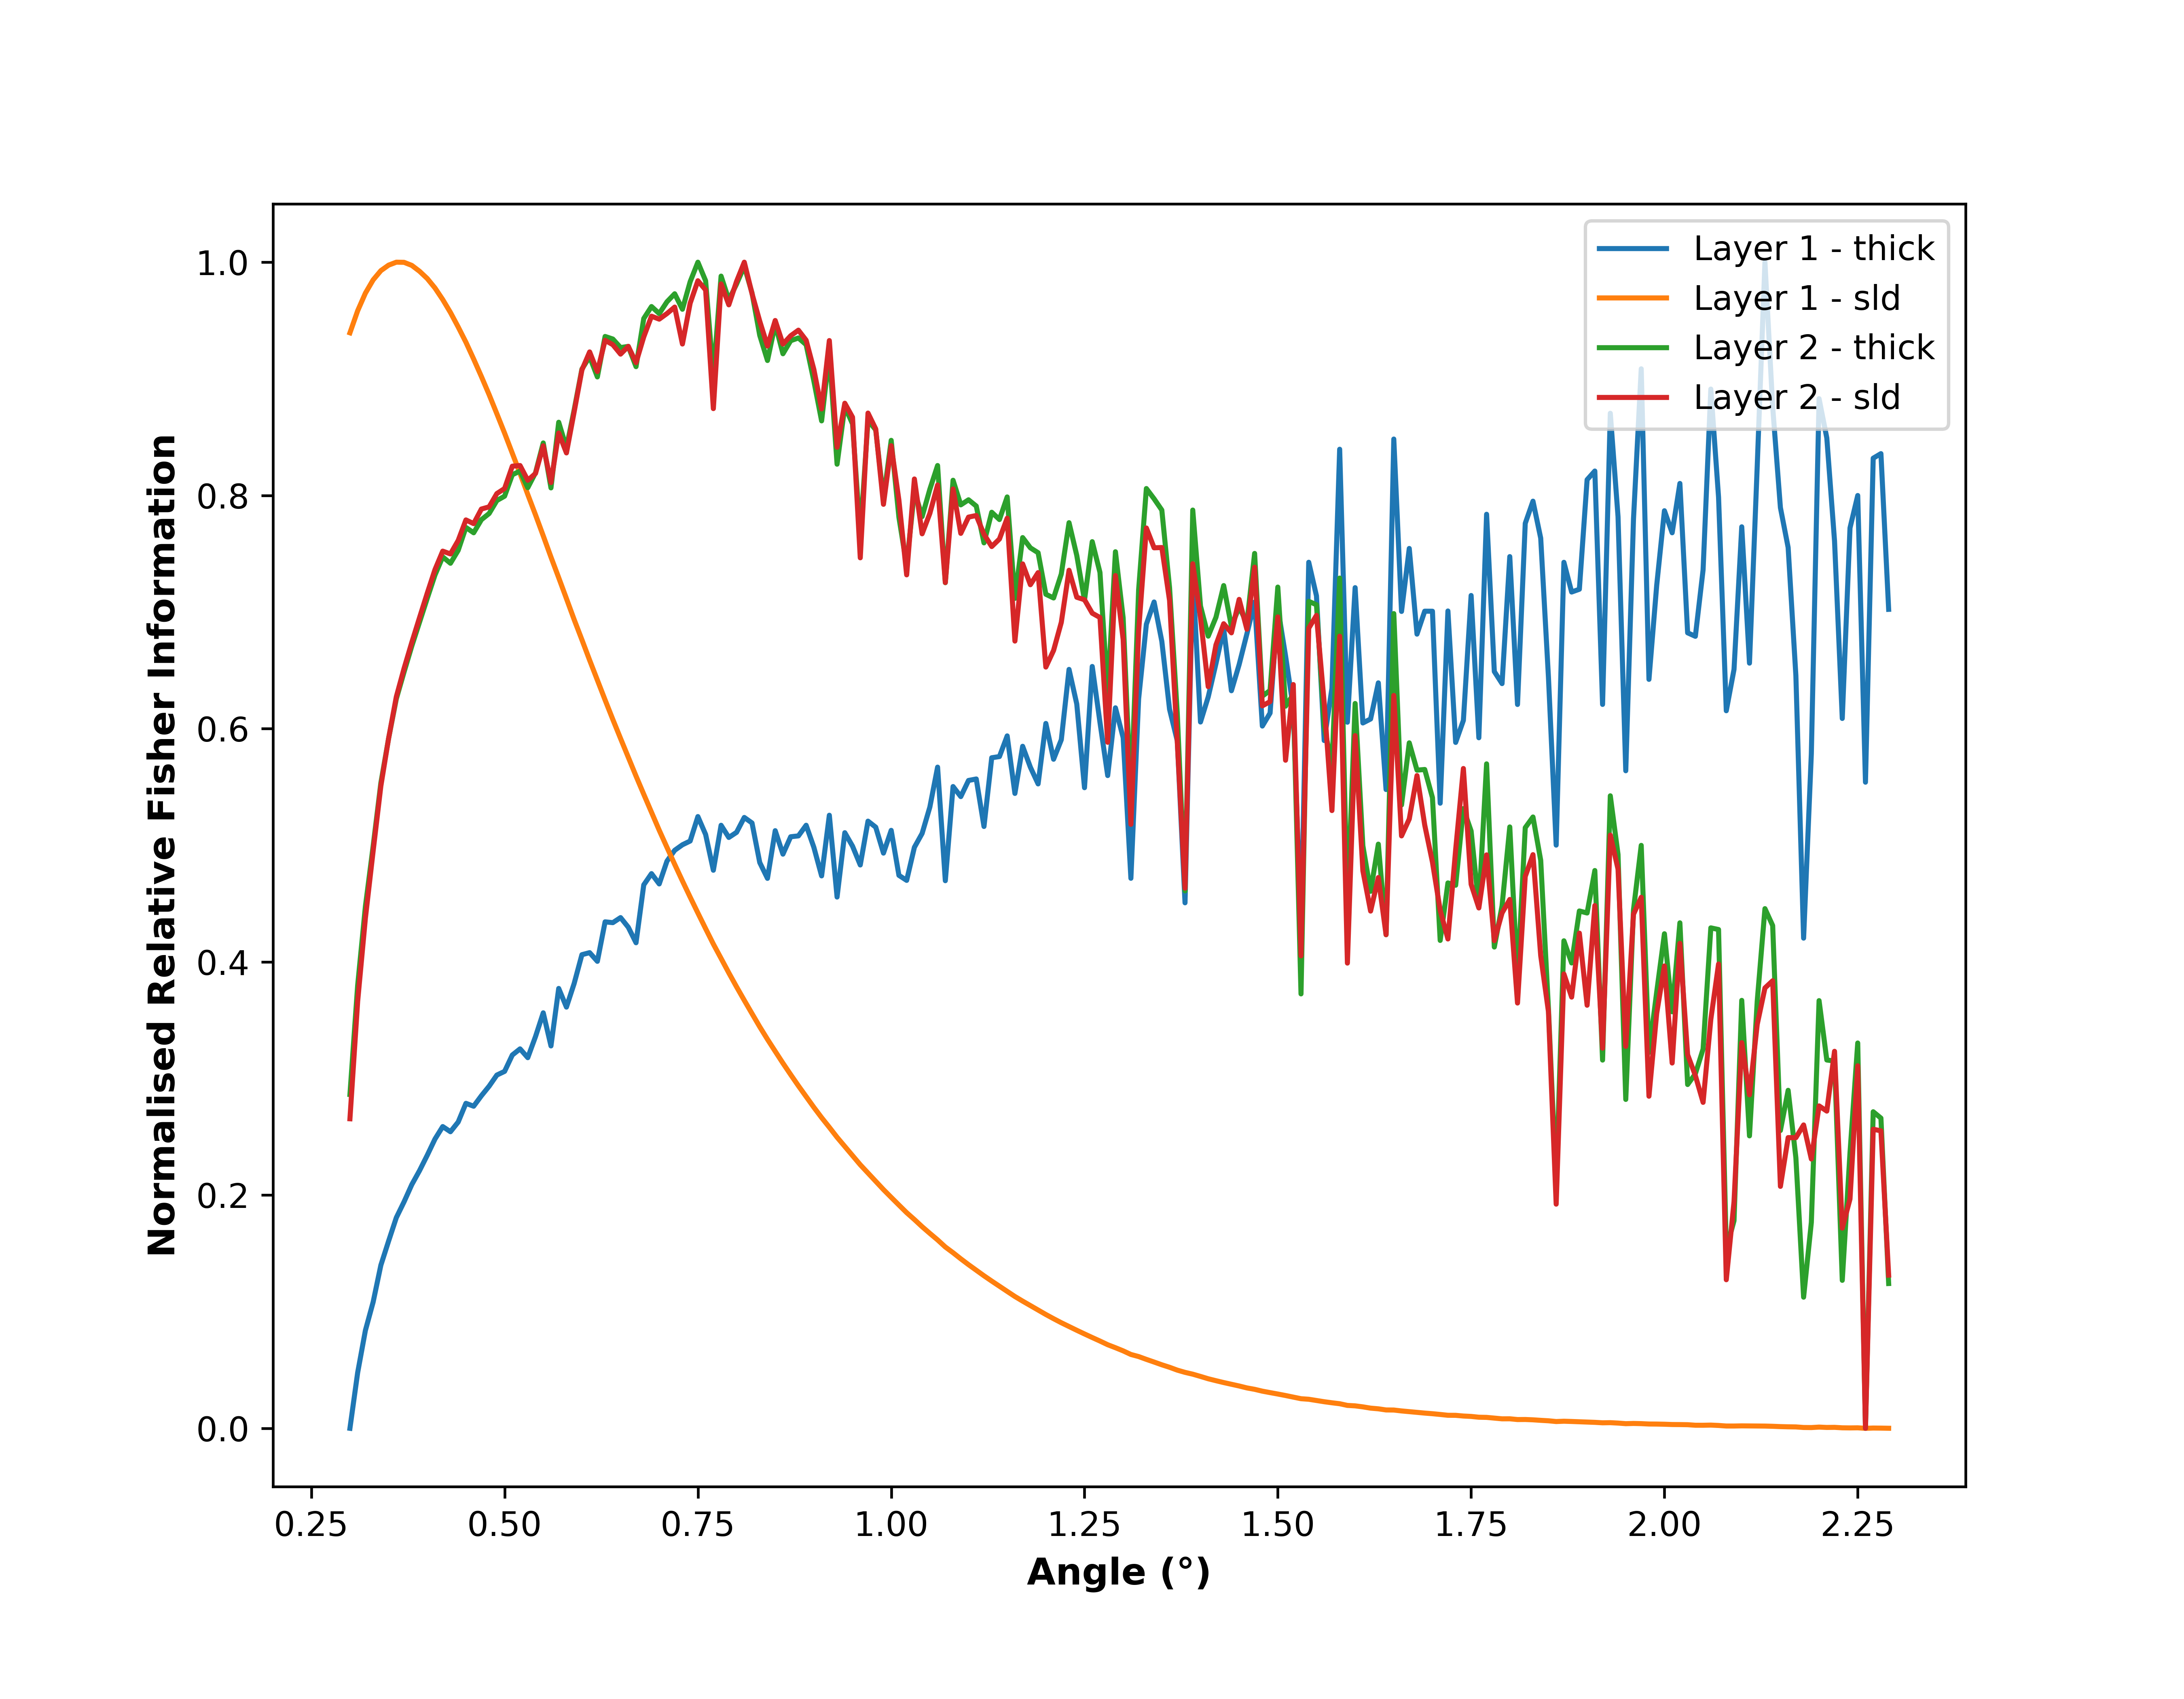 Layer 1 - thick
Layer 1 - sld
Layer 2 - thick
Layer 2 - sld
Normalised Relative Fisher Information
1.0
0.8
0.6
0.4
0.2
0.0
0.25 0.50 0.75 1.00 1.25 1.50 1.75 2.00 2.25
Angle (°)